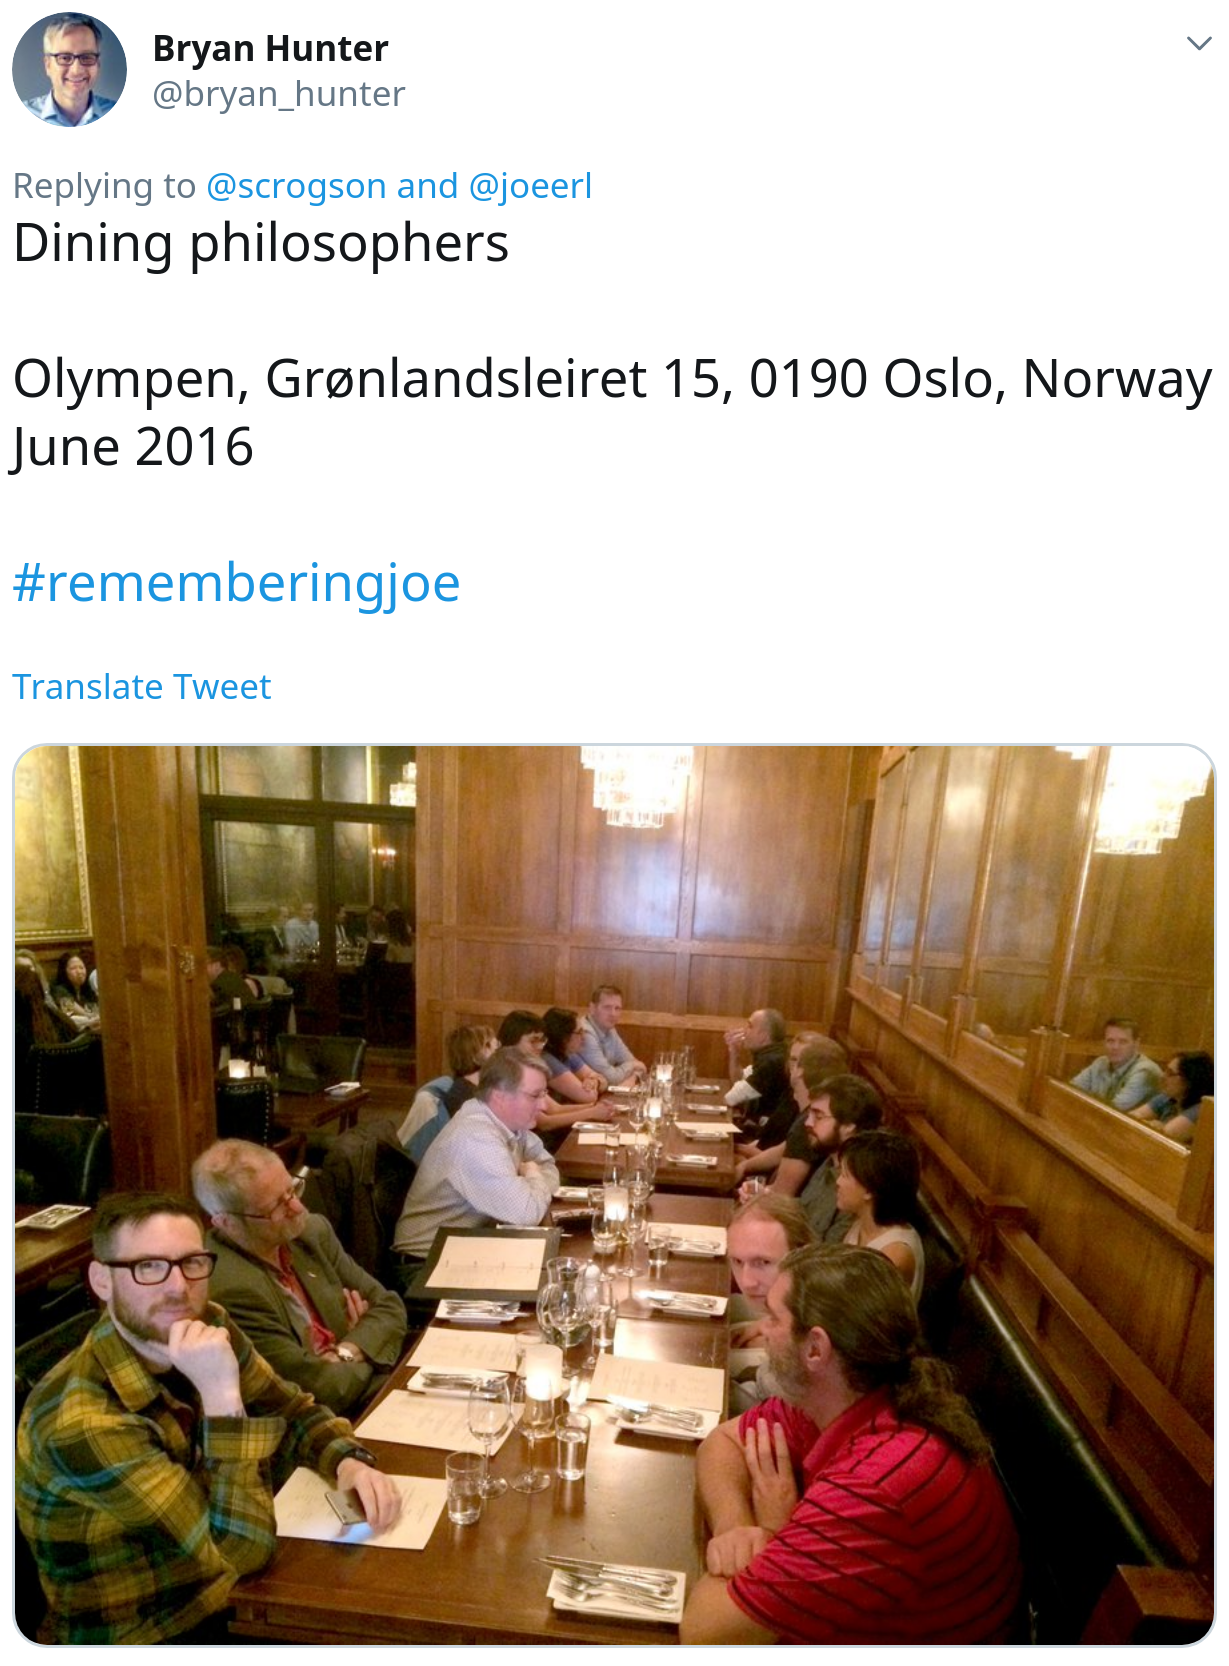 Bryan Hunter
@bryan_hunter
Replying to @scrogson and @joeerl
Dining philosophers
Olympen, Grønlandsleiret 15, 0190 Oslo, Norway
June 2016
#rememberingjoe
Translate Tweet